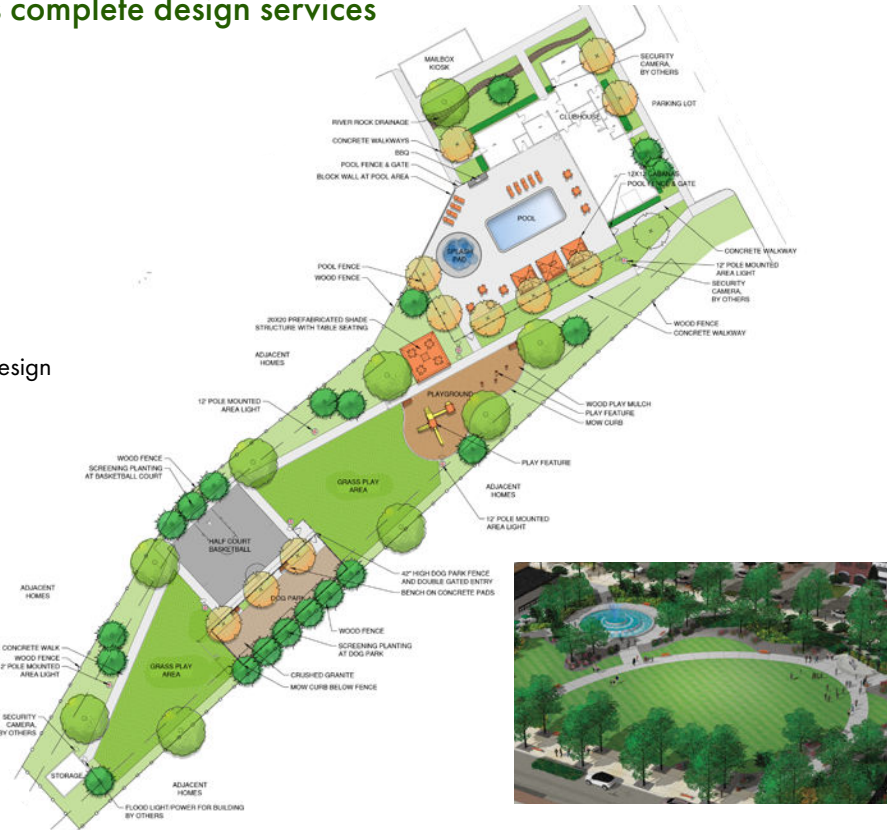 complete design services
MAILBOX
KIOSK
SECURITY
CAMERA,
BY OTHERS
PARKING LOT
CLUBHOUSE
RIVER ROCK DRAINAGE
CONCRETE WALKWAYS
BBQ
POOL FENCE & GATE
BLOCK WALL AT POOL AREA
12X12 CABANAS
POOL FENCE & GATE
POOL
SPLASH
PAD
CONCRETE WALKWAY
12' POLE MOUNTED
AREA LIGHT
SECURITY
CAMERA,
BY OTHERS
POOL FENCE
WOOD FENCE
WOOD FENCE
CONCRETE WALKWAY
20X20 PREFABRICATED SHADE
STRUCTURE WITH TABLE SEATING
ADJACENT
HOMES
esign
12' POLE MOUNTED
AREA LIGHT
PLAYGROUND
WOOD PLAY MULCH
PLAY FEATURE
MOW CURB
PLAY FEATURE
WOOD FENCE
SCREENING PLANTING
AT BASKETBALL COURT
GRASS PLAY
AREA
ADJACENT
HOMES
12' POLE MOUNTED
AREA LIGHT
HALF COURT
BASKETBALL
42" HIGH DOG PARK FENCE
AND DOUBLE GATED ENTRY
BENCH ON CONCRETE PADS
ADJACENT
HOMES
DOG PARK
WOOD FENCE
SCREENING PLANTING
AT DOG PARK
CONCRETE WALK
WOOD FENCE
2' POLE MOUNTED
AREA LIGHT
GRASS PLAY
AREA
CRUSHED GRANITE
MOW CURB BELOW FENCE
SECURITY
CAMERA,
BY OTHERS
STORAGE
ADJACENT
HOMES
FLOOD LIGHT/POWER FOR BUILDING
BY OTHERS